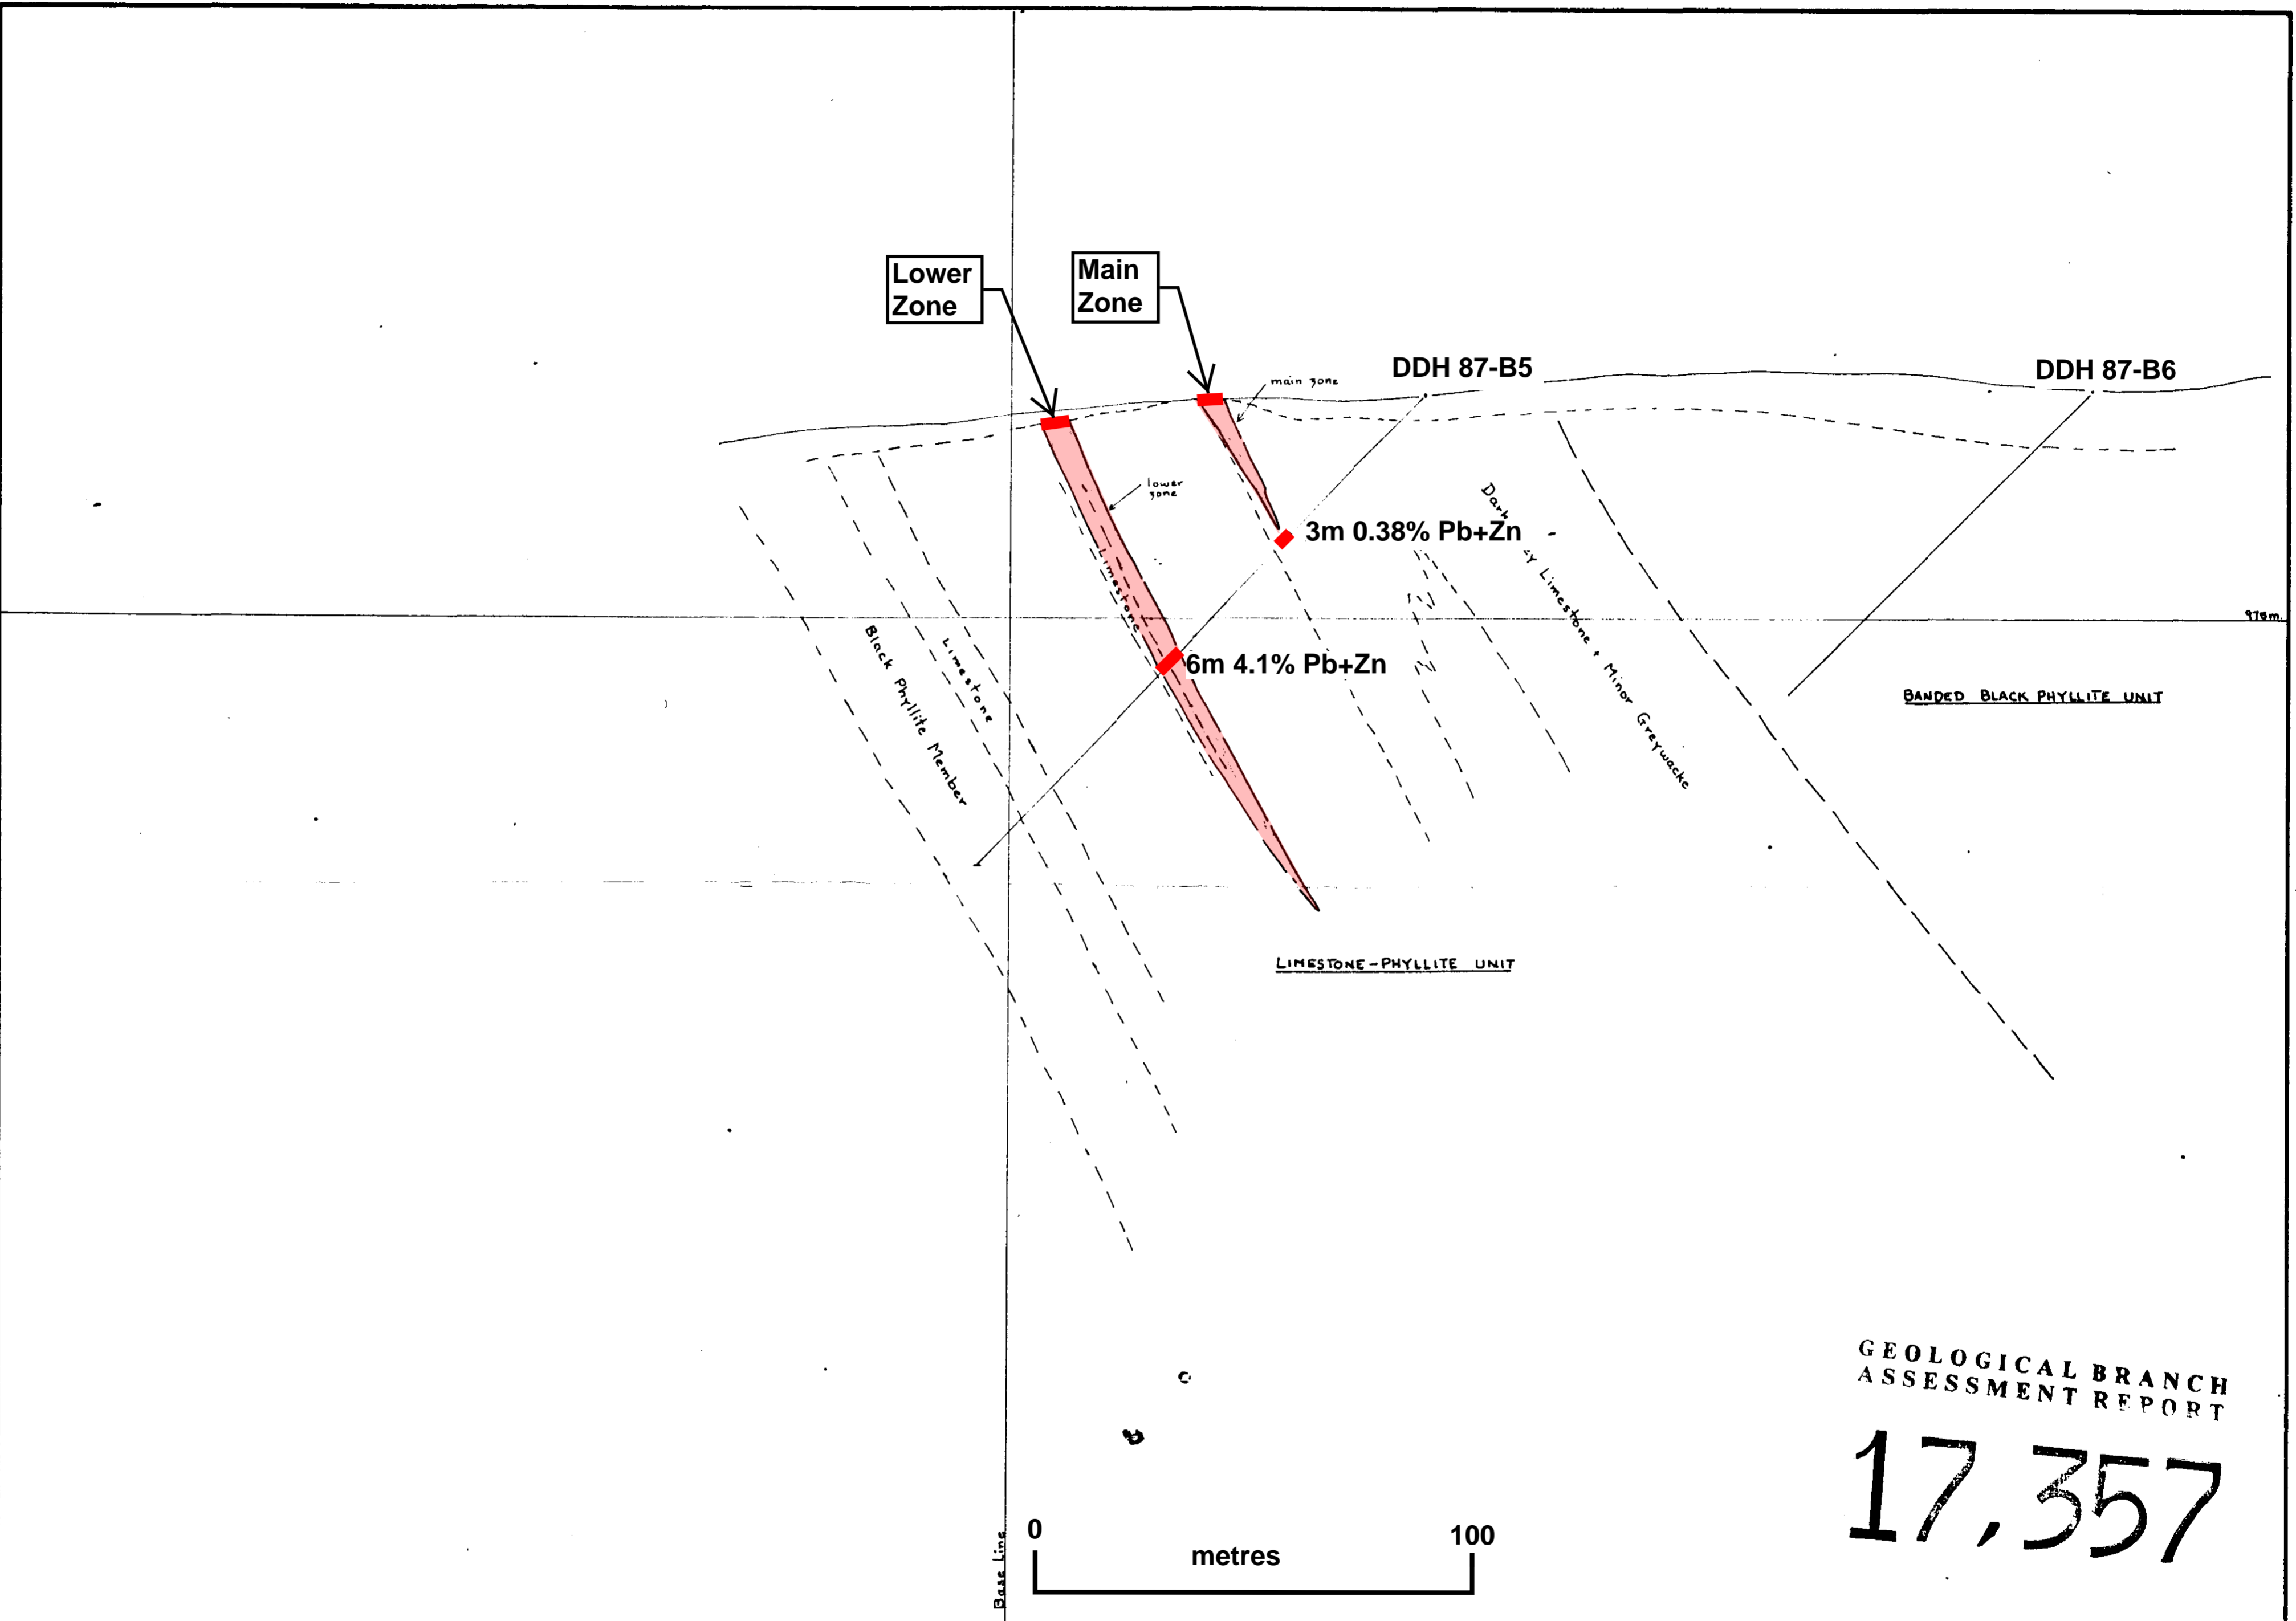 Lower
Zone
Main
Zone
main zone
DDH 87-B5
DDH 87-B6
lower
zone
3m 0.38% Pb+Zn
Dark
Limestone + Minor Greywacke
Limestone
975m.
Black Phyllite Member
Limestone
6m 4.1% Pb+Zn
BANDED BLACK PHYLLITE UNIT
LIMESTONE-PHYLLITE UNIT
GEOLOGICAL BRANCH
ASSESSMENT REPORT
17,357
Base Line
0
100
metres